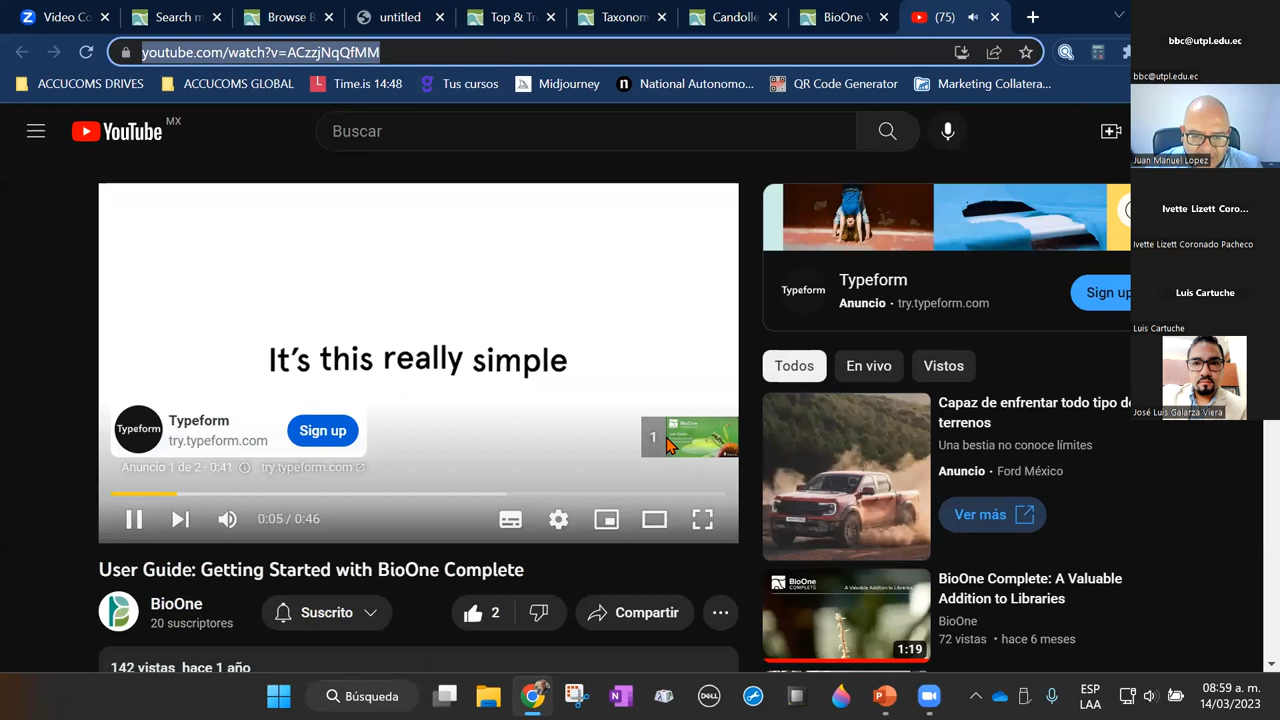 Video Co
Search m
Browse B
untitled
Top & Tr
Taxonom
Candolle
BioOne V
(75)
youtube.com/watch?v=ACzzjNqQfMM
ACCUCOMS DRIVES
ACCUCOMS GLOBAL
Time.is 14:48
Tus cursos
Midjourney
National Autonomo...
QR Code Generator
Marketing Collatera...
YouTube MX
Buscar
It's this really simple
Typeform
Typeform
try.typeform.com
Sign up
1
BioOne
Anuncio 1 de 2 · 0:41
try.typeform.com
0:05 / 0:46
User Guide: Getting Started with BioOne Complete
BioOne
20 suscriptores
Suscrito
2
Compartir
142 vistas hace 1 año
Typeform
Typeform
Anuncio · try.typeform.com
Sign up
Todos
En vivo
Vistos
Capaz de enfrentar todo tipo de
terrenos
Una bestia no conoce límites
Anuncio · Ford México
Ver más
BioOne
COMPLETE
A Valuable Addition to Libraries
1:19
BioOne Complete: A Valuable
Addition to Libraries
BioOne
72 vistas · hace 6 meses
bbc@utpl.edu.ec
bbc@utpl.edu.ec
Juan Manuel Lopez
Ivette Lizett Coro...
Ivette Lizett Coronado Pacheco
Luis Cartuche
Luis Cartuche
José Luis Galarza Viera
Búsqueda
DELL
ESP
LAA
08:59 a. m.
14/03/2023